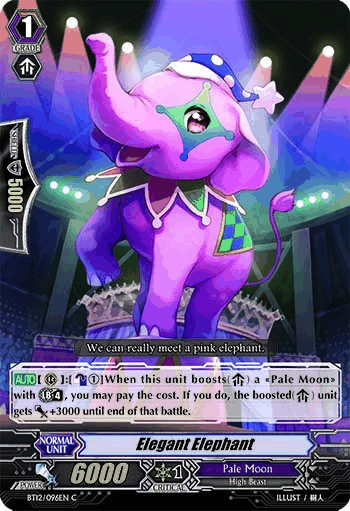 1
GRADE
SHIELD
5000
We can really meet a pink elephant.
AUTO[ ]:[ 1]When this unit boosts( ) a «Pale Moon»
with LB4, you may pay the cost. If you do, the boosted( ) unit
gets +3000 until end of that battle.
NORMAL
UNIT
Elegant Elephant
POWER
6000
1
CRITICAL
Pale Moon
High Beast
BT12/096EN C
ILLUST / 樹人